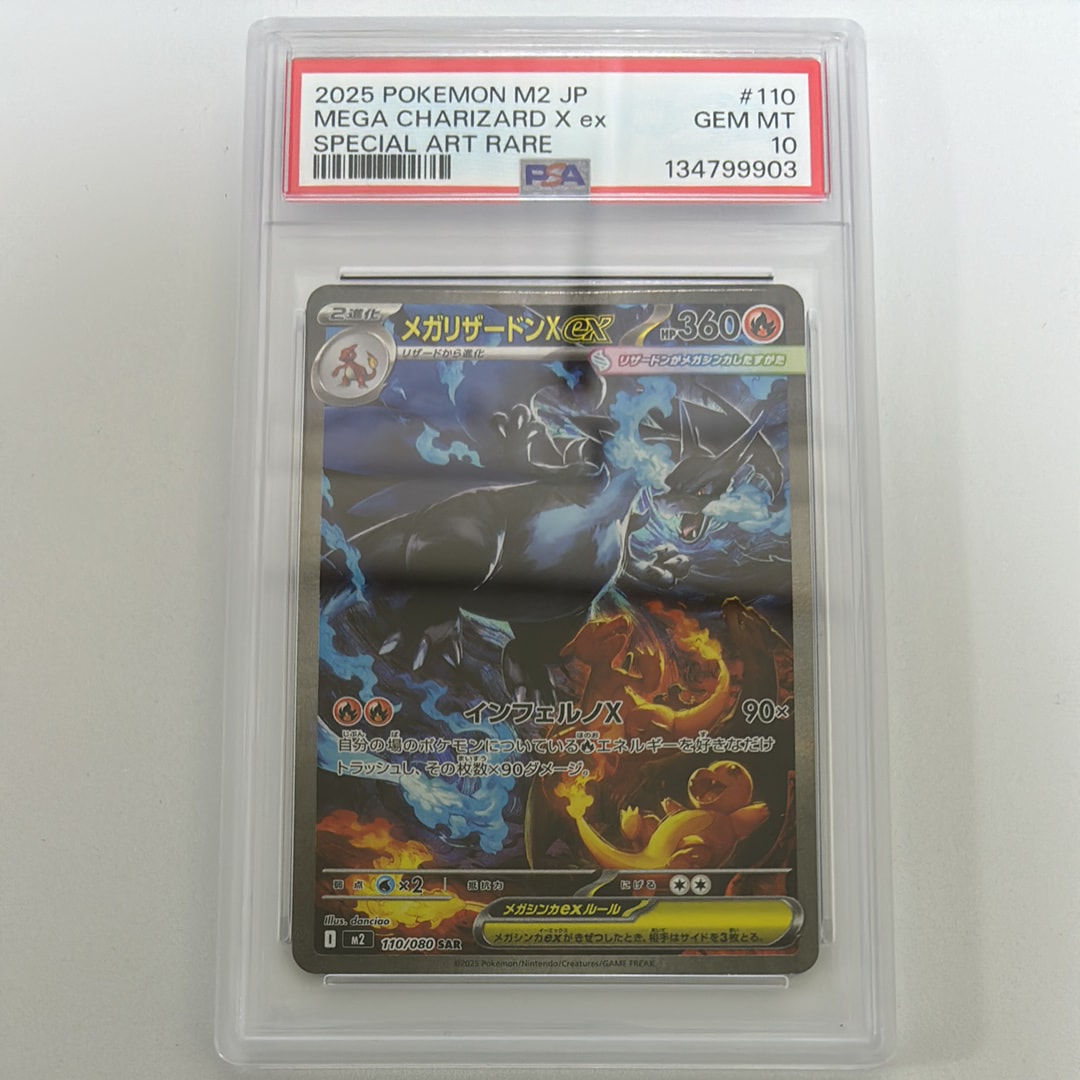 2025 POKEMON M2 JP #110
MEGA CHARIZARD X ex GEM MT
SPECIAL ART RARE 10
PSA 134799903
2進化 メガリザードンXex HP360
リザードから進化 リザードンがメガシンカしたすがた
インフェルノX 90×
自分の場のポケモンについているエネルギーを好きなだけ
トラッシュし、その枚数×90ダメージ。
弱点 ×2 抵抗力 にげる
Illus. danciao メガシンカexルール
メガシンカexがきぜつしたとき、相手はサイドを3枚とる。
I M2 110/080 SAR
©2025 Pokémon/Nintendo/Creatures/GAME FREAK